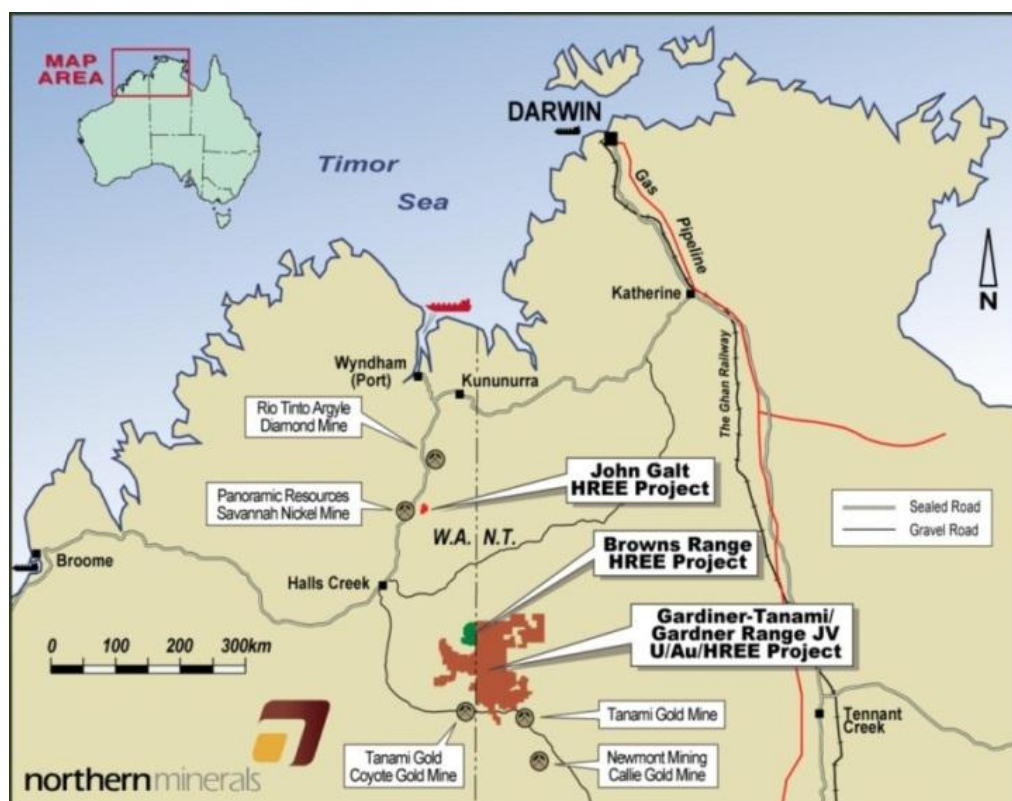 MAP
AREA
DARWIN
Timor
Sea
Gas
Pipeline
Katherine
N
Wyndham
(Port)
Kununurra
The Ghan Railway
Rio Tinto Argyle
Diamond Mine
John Galt
HREE Project
Panoramic Resources
Savannah Nickel Mine
Sealed Road
Gravel Road
W.A. N.T.
Browns Range
HREE Project
Broome
Halls Creek
Gardiner-Tanami/
Gardner Range JV
U/Au/HREE Project
0 50 100 200 300km
Tanami Gold Mine
Tennant
Creek
Tanami Gold
Coyote Gold Mine
Newmont Mining
Callie Gold Mine
northernminerals